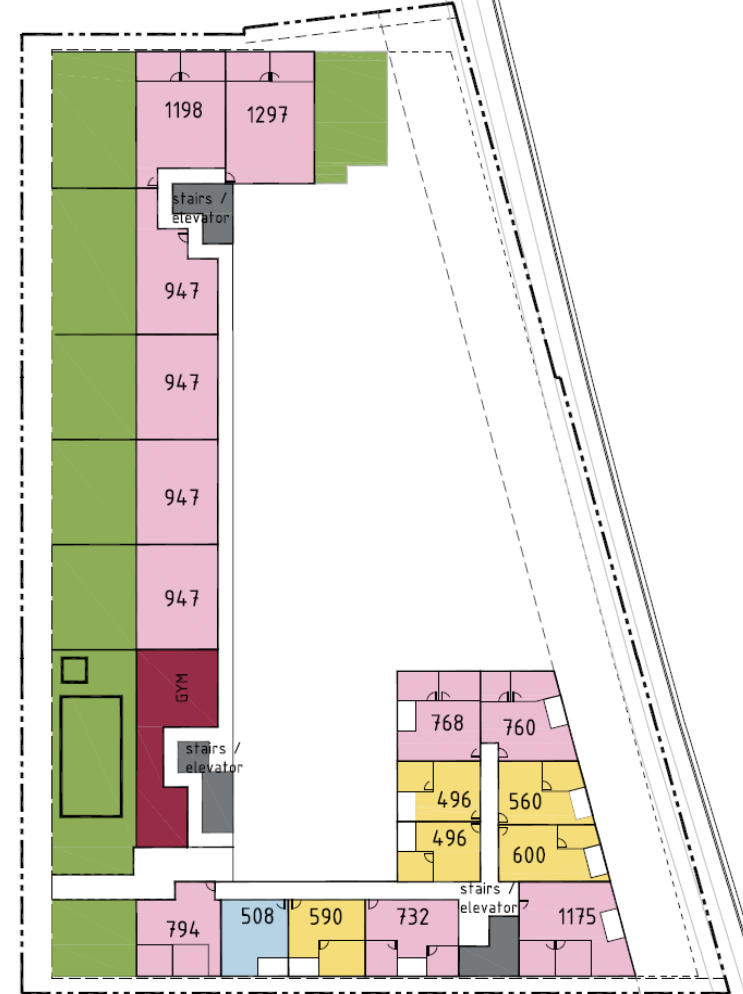 1198
1297
stairs /
elevator
947
947
947
947
GYM
stairs /
elevator
768
760
496
560
496
600
stairs /
elevator
794
508
590
732
1175